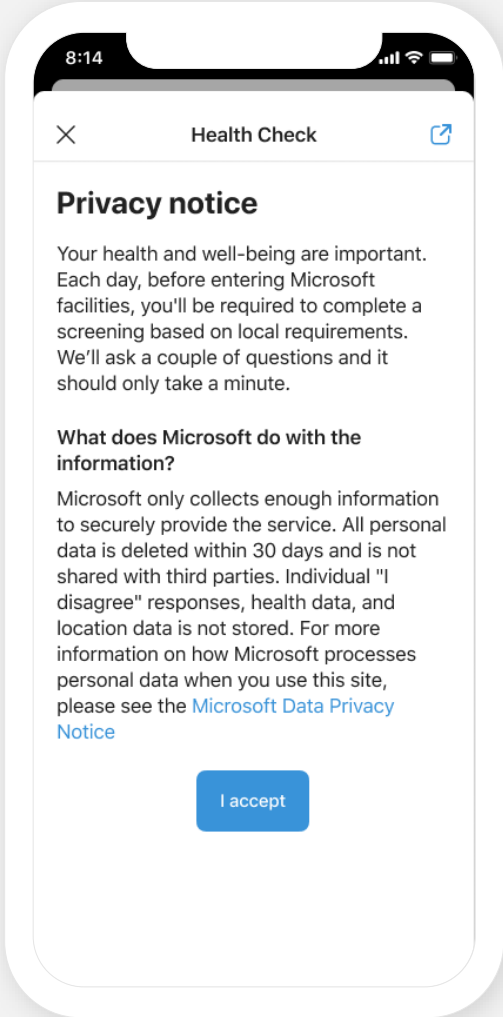 8:14
Health Check
Privacy notice
Your health and well-being are important.
Each day, before entering Microsoft
facilities, you'll be required to complete a
screening based on local requirements.
We’ll ask a couple of questions and it
should only take a minute.
What does Microsoft do with the
information?
Microsoft only collects enough information
to securely provide the service. All personal
data is deleted within 30 days and is not
shared with third parties. Individual "I
disagree" responses, health data, and
location data is not stored. For more
information on how Microsoft processes
personal data when you use this site,
please see the Microsoft Data Privacy
Notice
I accept